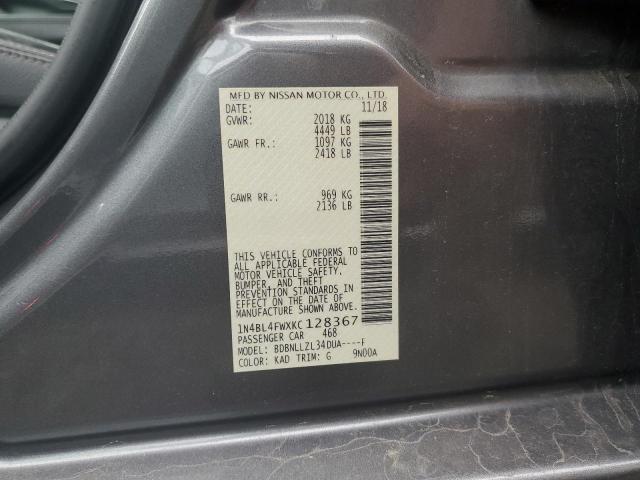 MFD BY NISSAN MOTOR CO., LTD.
DATE: 11/18
GVWR: 2018 KG
4449 LB
GAWR FR.: 1097 KG
2418 LB
GAWR RR.: 969 KG
2136 LB
THIS VEHICLE CONFORMS TO
ALL APPLICABLE FEDERAL
MOTOR VEHICLE SAFETY,
BUMPER, AND THEFT
PREVENTION STANDARDS IN
EFFECT ON THE DATE OF
MANUFACTURE SHOWN ABOVE.
1N4BL4FWXKC128367
PASSENGER CAR 468
MODEL: BDBNLLZL34DUA----F
COLOR: KAD TRIM: G 9N00A